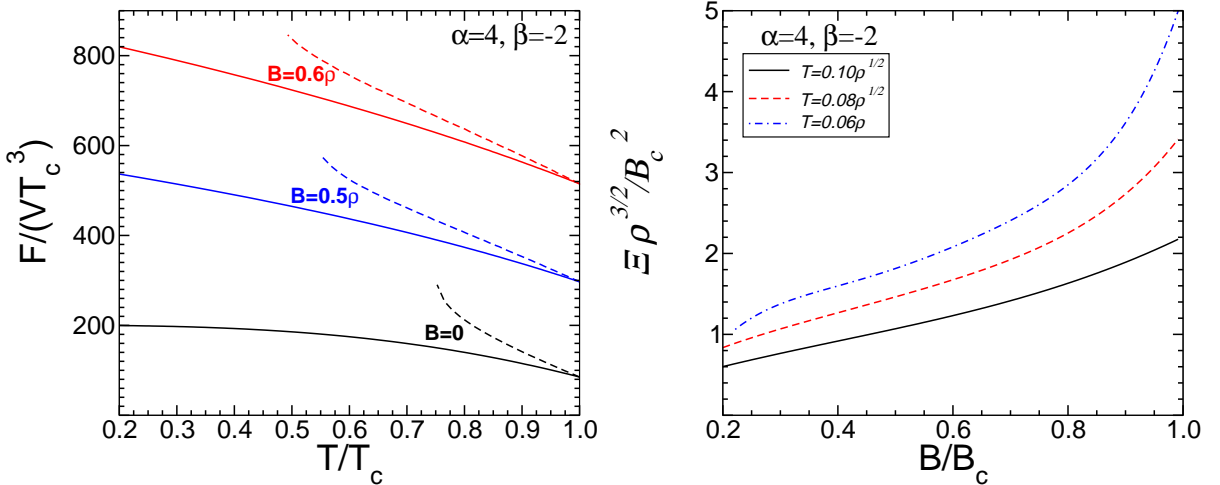 α=4, β=-2
800
600
400
200
F/(VT_c^3)
B=0.6ρ
B=0.5ρ
B=0
0.2 0.3 0.4 0.5 0.6 0.7 0.8 0.9 1.0
T/T_c
α=4, β=-2
T=0.10ρ^1/2
T=0.08ρ^1/2
T=0.06ρ
5
4
3
2
1
Ξ ρ^3/2/B_c^2
0.2 0.4 0.6 0.8 1.0
B/B_c